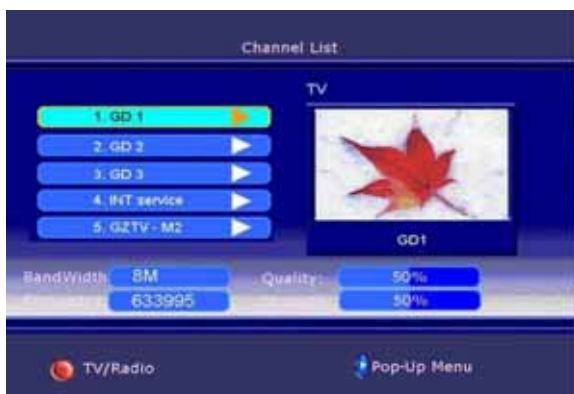 Channel List
TV
1. GD 1
2. GD 2
3. GD 3
4. INT service
5. GZTV - M2
GD1
BandWidth 8M
Quality: 50%
633995
50%
TV/Radio
Pop-Up Menu